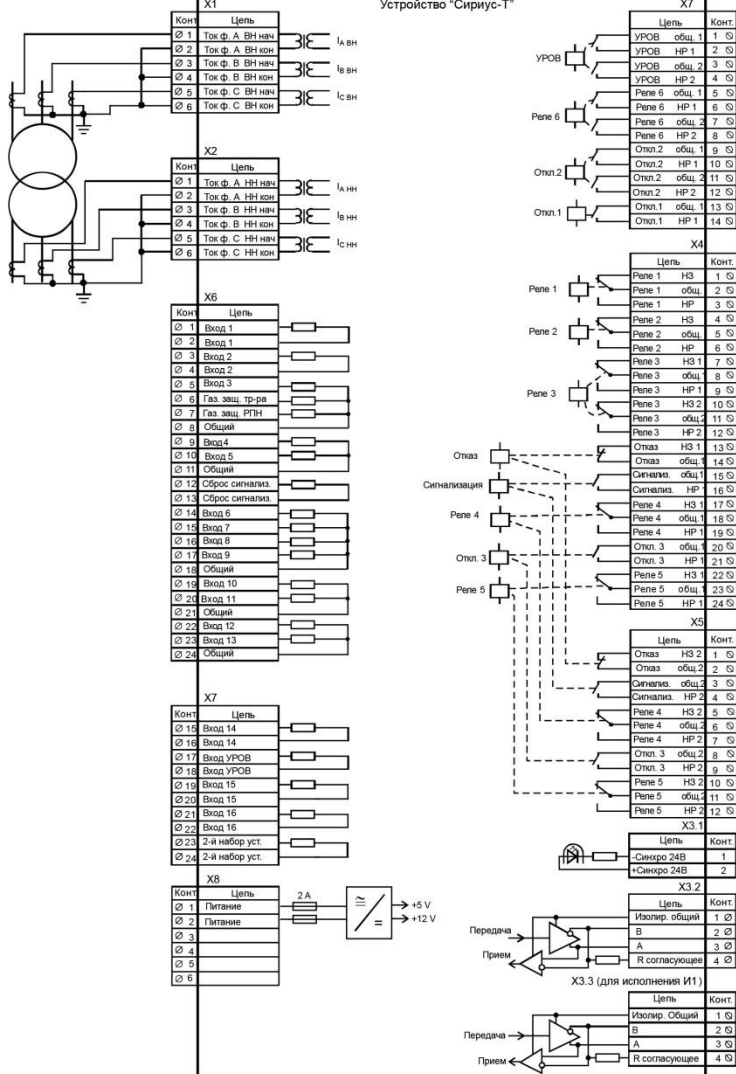 Устройство "Сириус-Т"
X1
Конт Цепь
Ø 1 Ток ф. А ВН нач
Ø 2 Ток ф. А ВН кон
Ø 3 Ток ф. В ВН нач
Ø 4 Ток ф. В ВН кон
Ø 5 Ток ф. С ВН нач
Ø 6 Ток ф. С ВН кон
IА ВН
IВ ВН
IС ВН
X2
Конт Цепь
Ø 1 Ток ф. А НН нач
Ø 2 Ток ф. А НН кон
Ø 3 Ток ф. В НН нач
Ø 4 Ток ф. В НН кон
Ø 5 Ток ф. С НН нач
Ø 6 Ток ф. С НН кон
IА НН
IВ НН
IС НН
X6
Конт Цепь
Ø 1 Вход 1
Ø 2 Вход 1
Ø 3 Вход 2
Ø 4 Вход 2
Ø 5 Вход 3
Ø 6 Газ. защ. тр-ра
Ø 7 Газ. защ. РПН
Ø 8 Общий
Ø 9 Вход4
Ø 10 Вход 5
Ø 11 Общий
Ø 12 Сброс сигнализ.
Ø 13 Сброс сигнализ.
Ø 14 Вход 6
Ø 15 Вход 7
Ø 16 Вход 8
Ø 17 Вход 9
Ø 18 Общий
Ø 19 Вход 10
Ø 20 Вход 11
Ø 21 Общий
Ø 22 Вход 12
Ø 23 Вход 13
Ø 24 Общий
X7
Конт Цепь
Ø 15 Вход 14
Ø 16 Вход 14
Ø 17 Вход УРОВ
Ø 18 Вход УРОВ
Ø 19 Вход 15
Ø 20 Вход 15
Ø 21 Вход 16
Ø 22 Вход 16
Ø 23 2-й набор уст.
Ø 24 2-й набор уст.
X8
Конт Цепь
Ø 1 Питание
Ø 2 Питание
Ø 3
Ø 4
Ø 5
Ø 6
2 А
≅
=
+5 V
+12 V
X7
Цепь Конт.
УРОВ общ. 1 1 Ø
УРОВ НР 1 2 Ø
УРОВ общ. 2 3 Ø
УРОВ НР 2 4 Ø
Реле 6 общ. 1 5 Ø
Реле 6 НР 1 6 Ø
Реле 6 общ. 2 7 Ø
Реле 6 НР 2 8 Ø
Откл.2 общ. 1 9 Ø
Откл.2 НР 1 10 Ø
Откл.2 общ. 2 11 Ø
Откл.2 НР 2 12 Ø
Откл.1 общ. 1 13 Ø
Откл.1 НР 1 14 Ø
УРОВ
Реле 6
Откл.2
Откл.1
X4
Цепь Конт.
Реле 1 НЗ 1 Ø
Реле 1 общ. 2 Ø
Реле 1 НР 3 Ø
Реле 2 НЗ 4 Ø
Реле 2 общ. 5 Ø
Реле 2 НР 6 Ø
Реле 3 НЗ 1 7 Ø
Реле 3 общ.1 8 Ø
Реле 3 НР 1 9 Ø
Реле 3 НЗ 2 10 Ø
Реле 3 общ.2 11 Ø
Реле 3 НР 2 12 Ø
Отказ НЗ 1 13 Ø
Отказ общ.1 14 Ø
Сигнализ. общ.1 15 Ø
Сигнализ. НР 1 16 Ø
Реле 4 НЗ 1 17 Ø
Реле 4 общ.1 18 Ø
Реле 4 НР 1 19 Ø
Откл. 3 общ.1 20 Ø
Откл. 3 НР 1 21 Ø
Реле 5 НЗ 1 22 Ø
Реле 5 общ.1 23 Ø
Реле 5 НР 1 24 Ø
Реле 1
Реле 2
Реле 3
Отказ
Сигнализация
Реле 4
Откл. 3
Реле 5
X5
Цепь Конт.
Отказ НЗ 2 1 Ø
Отказ общ.2 2 Ø
Сигнализ. общ.2 3 Ø
Сигнализ. НР 2 4 Ø
Реле 4 НЗ 2 5 Ø
Реле 4 общ.2 6 Ø
Реле 4 НР 2 7 Ø
Откл. 3 общ.2 8 Ø
Откл. 3 НР 2 9 Ø
Реле 5 НЗ 2 10 Ø
Реле 5 общ.2 11 Ø
Реле 5 НР 2 12 Ø
X3.1
Цепь Конт.
-Синхро 24В 1
+Синхро 24В 2
X3.2
Цепь Конт.
Изолир. общий 1 Ø
В 2 Ø
А 3 Ø
R согласующее 4 Ø
Передача
Прием
X3.3 (для исполнения И1)
Цепь Конт.
Изолир. Общий 1 Ø
В 2 Ø
А 3 Ø
R согласующее 4 Ø
Передача
Прием